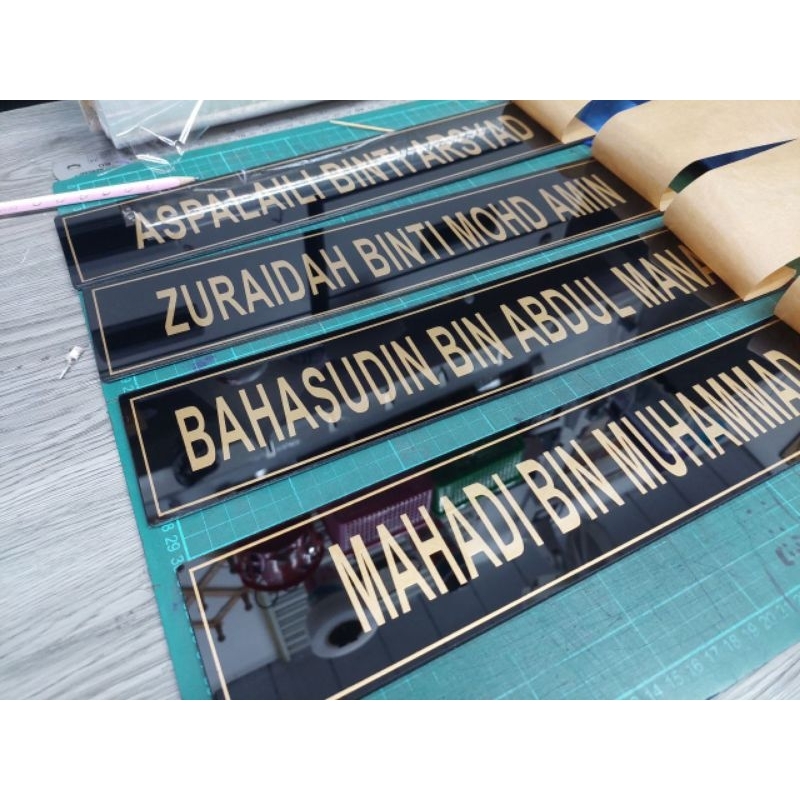 ASPALAILI BINTI ARSYAD
ZURAIDAH BINTI MOHD AMIN
BAHASUDIN BIN ABDUL
MAHADI BIN MUHAMMAD